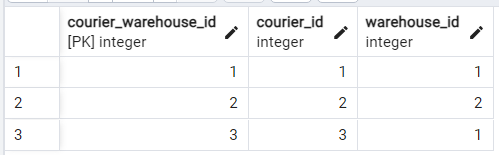 courier_warehouse_id courier_id warehouse_id
[PK] integer integer integer
1 1 1 1
2 2 2 2
3 3 3 1